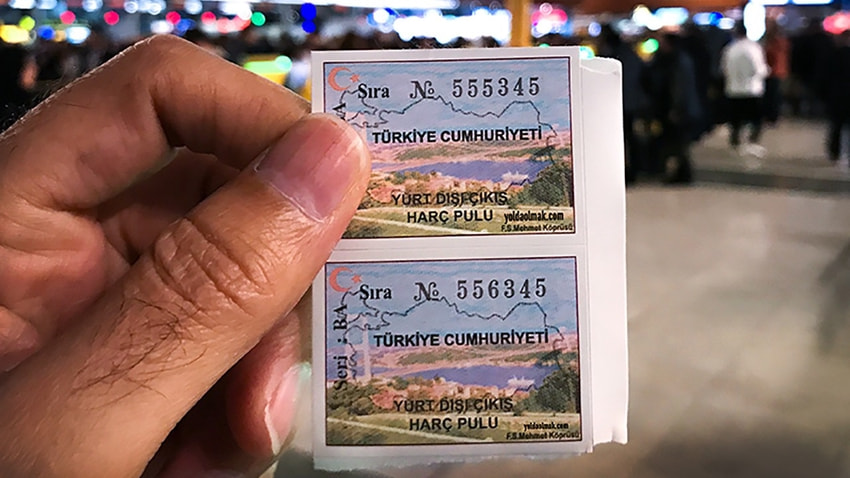 Sıra № 555345
TÜRKİYE CUMHURİYETİ
YURT DIŞI ÇIKIŞ
HARÇ PULU
yoldaolmak.com
F.S.Mehmet Köprüsü
Seri : BA
Sıra № 556345
TÜRKİYE CUMHURİYETİ
YURT DIŞI ÇIKIŞ
HARÇ PULU
yoldaolmak.com
F.S.Mehmet Köprüsü